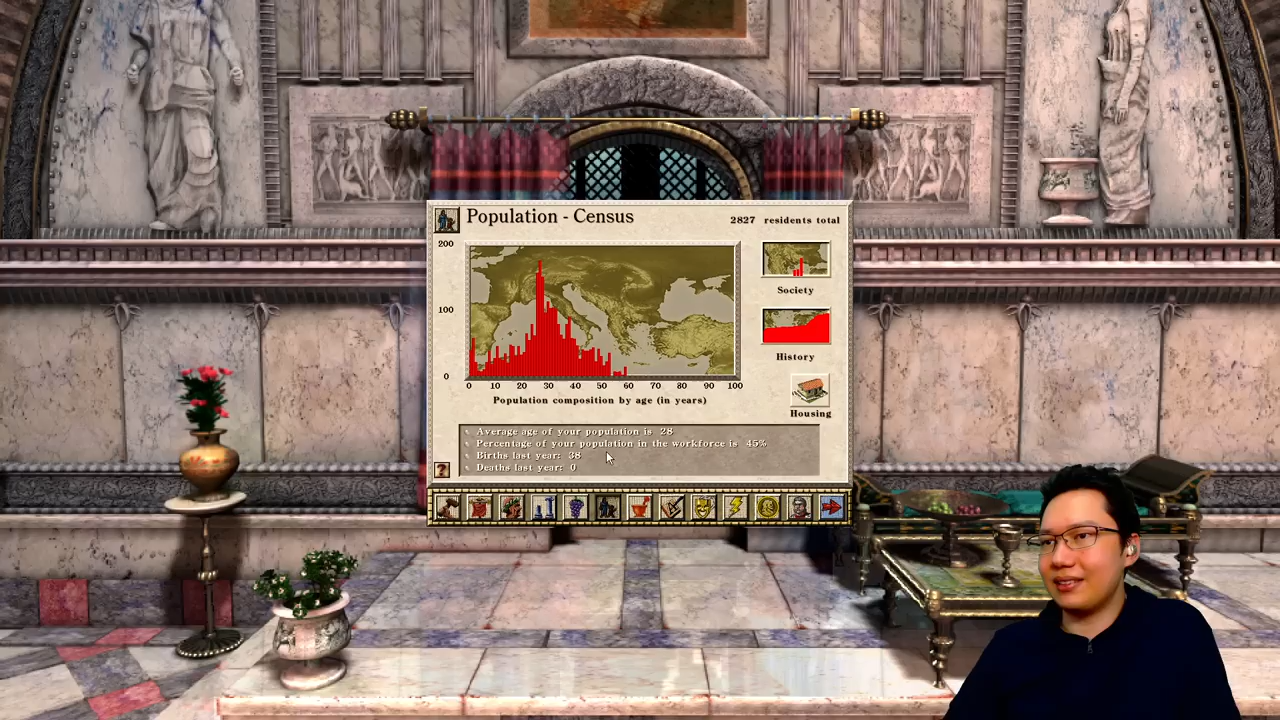 Population - Census
2827 residents total
200
100
0
0 10 20 30 40 50 60 70 80 90 100
Population composition by age (in years)
Society
History
Housing
Average age of your population is 28
Percentage of your population in the workforce is 45%
Births last year: 38
Deaths last year: 0
?